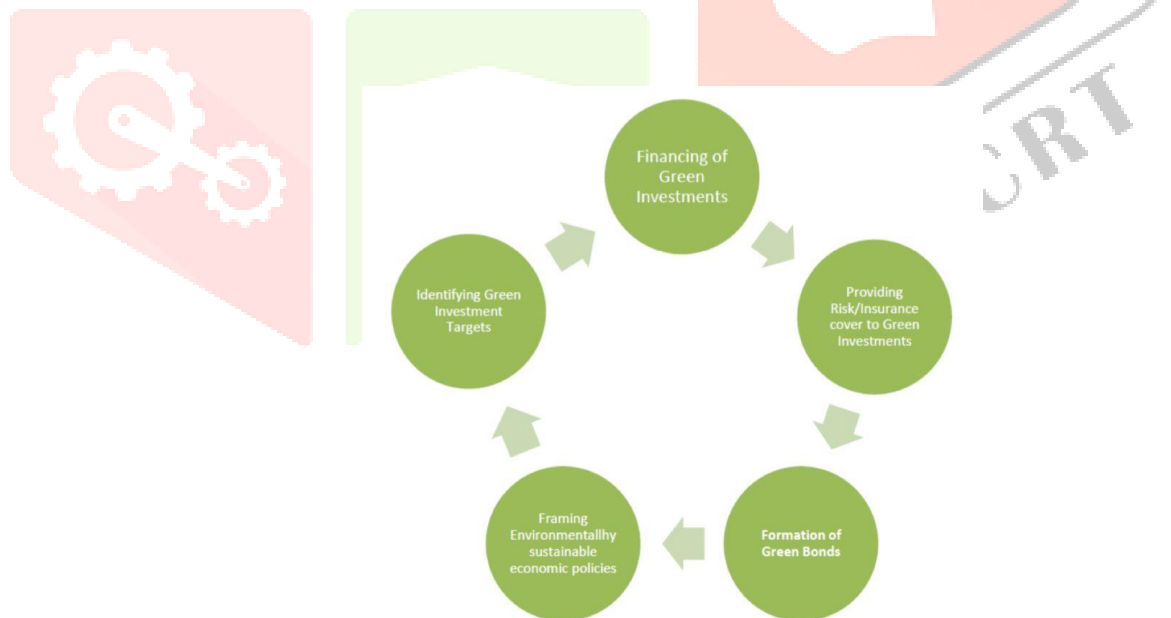 Financing of
Green
Investments
Providing
Risk/Insurance
cover to Green
Investments
Formation of
Green Bonds
Framing
Environmentallhy
sustainable
economic policies
Identifying Green
Investment
Targets
CRT